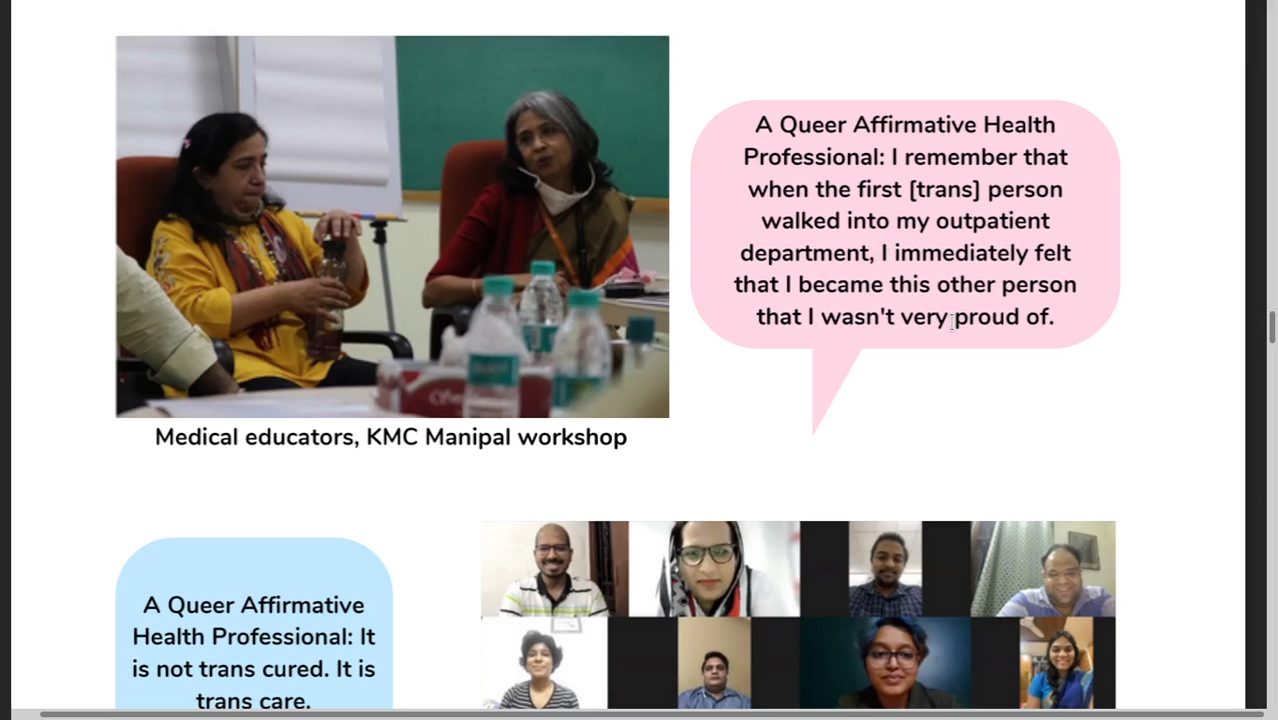 A Queer Affirmative Health
Professional: I remember that
when the first [trans] person
walked into my outpatient
department, I immediately felt
that I became this other person
that I wasn't very proud of.
Medical educators, KMC Manipal workshop
A Queer Affirmative
Health Professional: It
is not trans cured. It is
trans care.